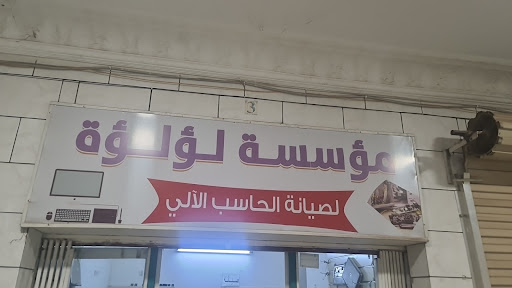 3
مؤسسة لؤلؤة
لصيانة الحاسب الآلي